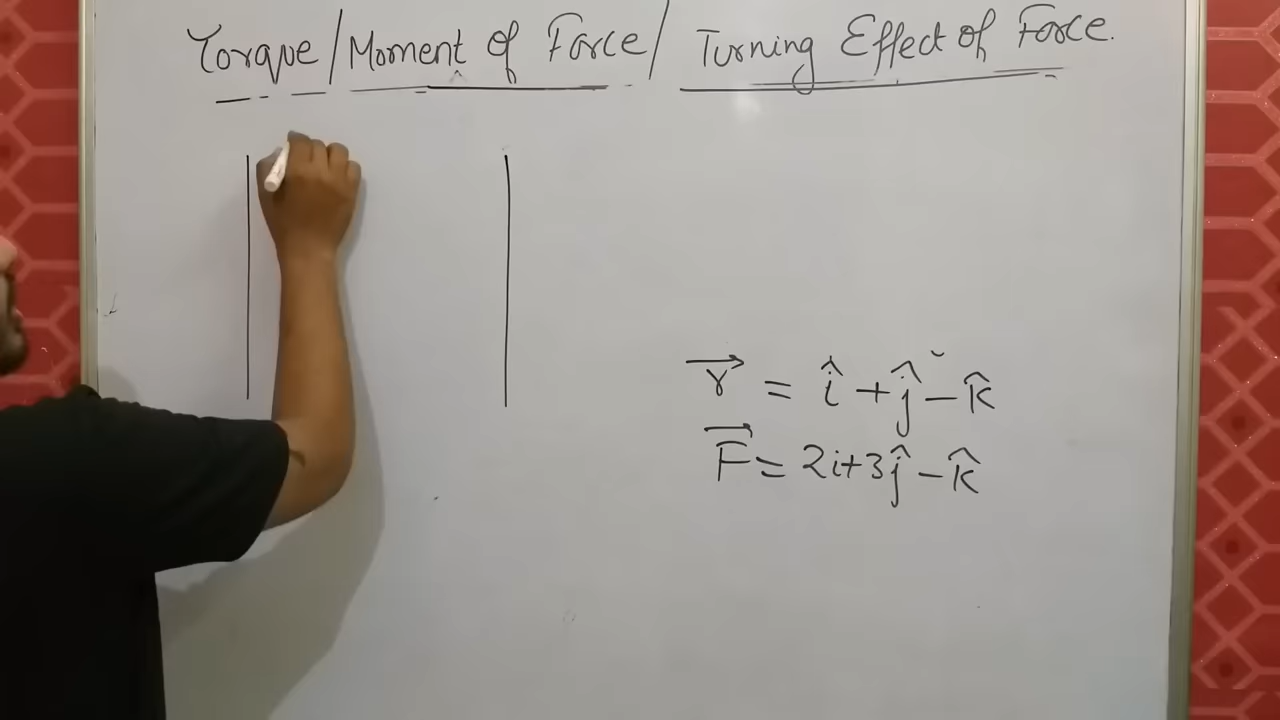 Torque/Moment of Force/ Turning Effect of Force.
r⃗ = î + ĵ - k̂
F⃗ = 2i+3ĵ - k̂